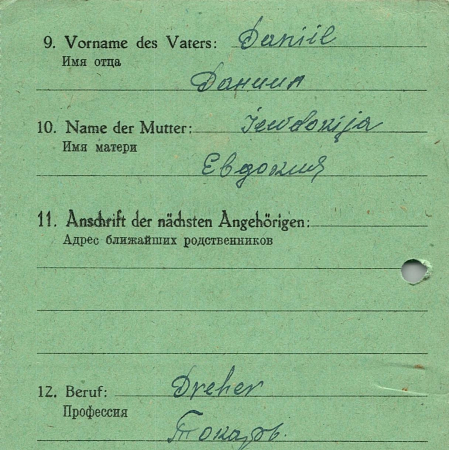 9. Vorname des Vaters: Daniil
Имя отца
Даниил
10. Name der Mutter: Jewdokija
Имя матери
Евдокия
11. Anschrift der nächsten Angehörigen:
Адрес ближайших родственников
12. Beruf: Dreher
Профессия
Токарь.